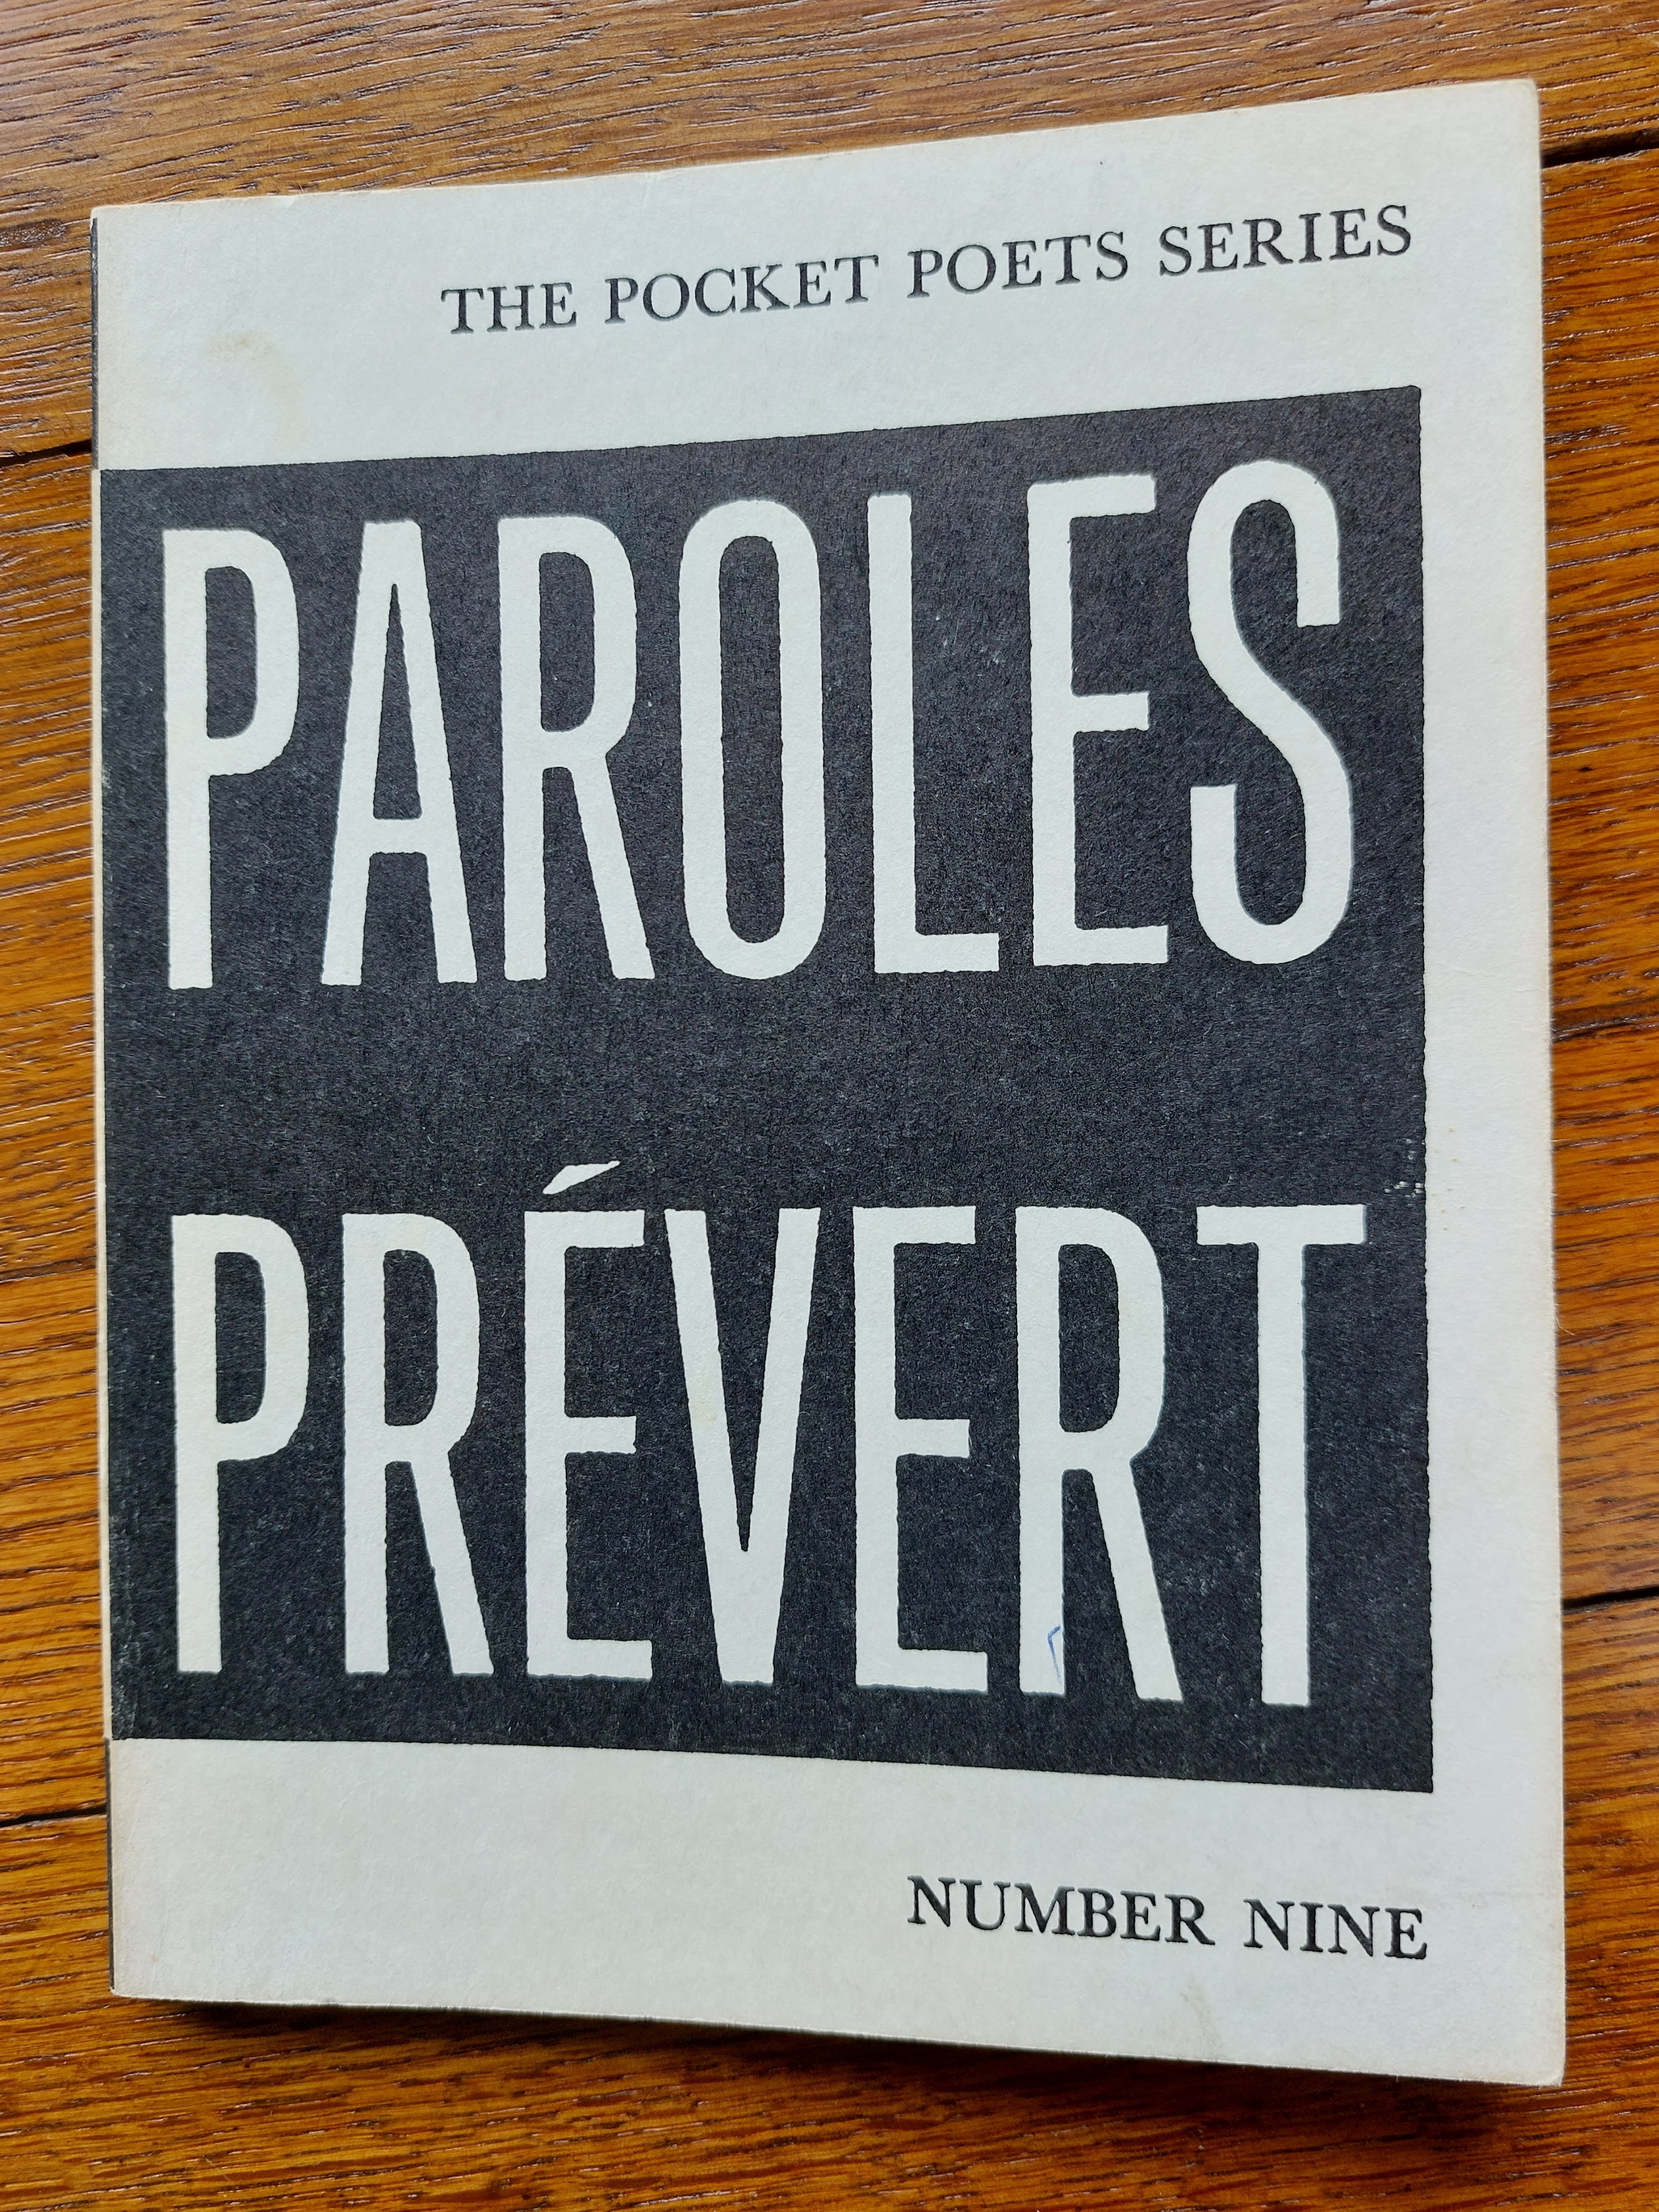 THE POCKET POETS SERIES
PAROLES
PRÉVERT
NUMBER NINE